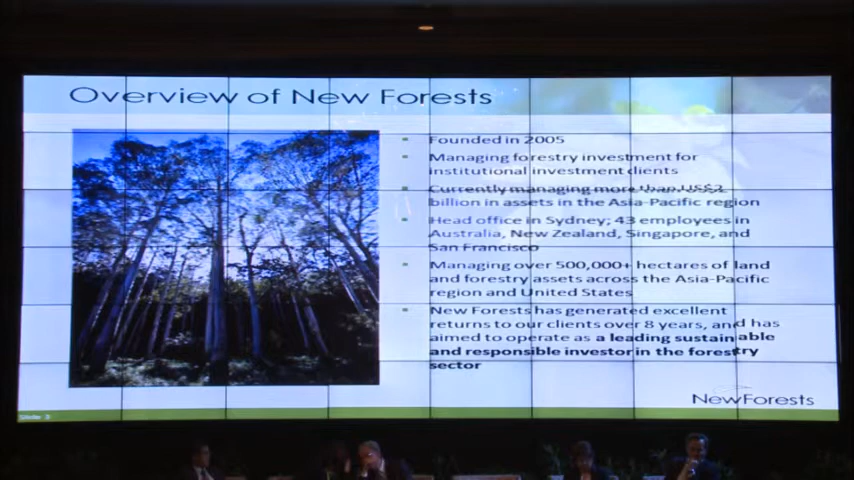 Overview of New Forests
Founded in 2005
Managing forestry investment for
institutional investment clients
Currently managing more than US$2
billion in assets in the Asia-Pacific region
Head office in Sydney; 43 employees in
Australia, New Zealand, Singapore, and
San Francisco
Managing over 500,000+ hectares of land
and forestry assets across the Asia-Pacific
region and United States
New Forests has generated excellent
returns to our clients over 8 years, and has
aimed to operate as a leading sustainable
and responsible investor in the forestry
sector
NewForests
Slide 3